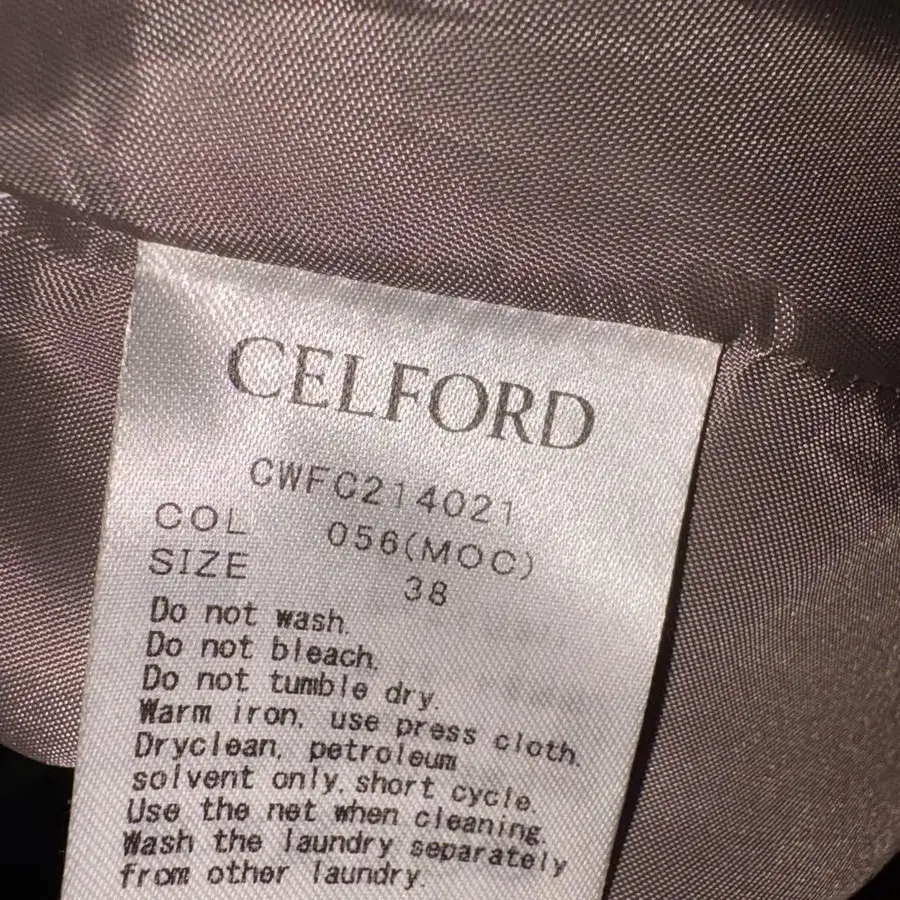 CELFORD
CWFC214021
COL 056(MOC)
SIZE 38
Do not wash.
Do not bleach.
Do not tumble dry.
Warm iron, use press cloth.
Dryclean, petroleum
solvent only, short cycle.
Use the net when cleaning.
Wash the laundry separately
from other laundry.